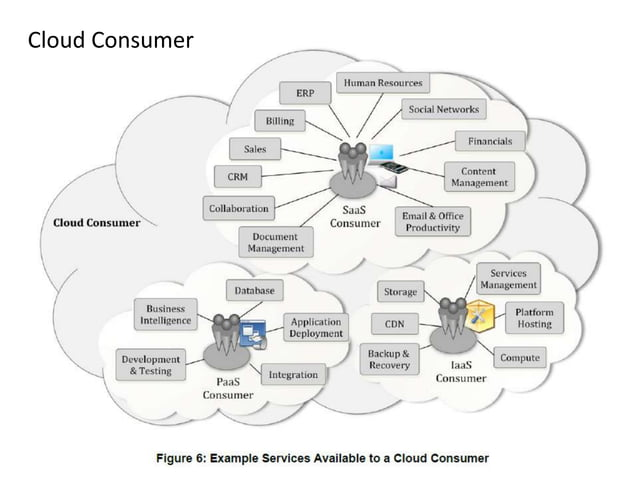 Cloud Consumer
Human Resources
ERP
Social Networks
Billing
Financials
Sales
Content
Management
CRM
SaaS
Consumer
Collaboration
Email & Office
Productivity
Document
Management
Cloud Consumer
Database
Business
Intelligence
Application
Deployment
Development
& Testing
Integration
PaaS
Consumer
Services
Management
Storage
Platform
Hosting
CDN
Backup &
Recovery
Compute
IaaS
Consumer
Figure 6: Example Services Available to a Cloud Consumer